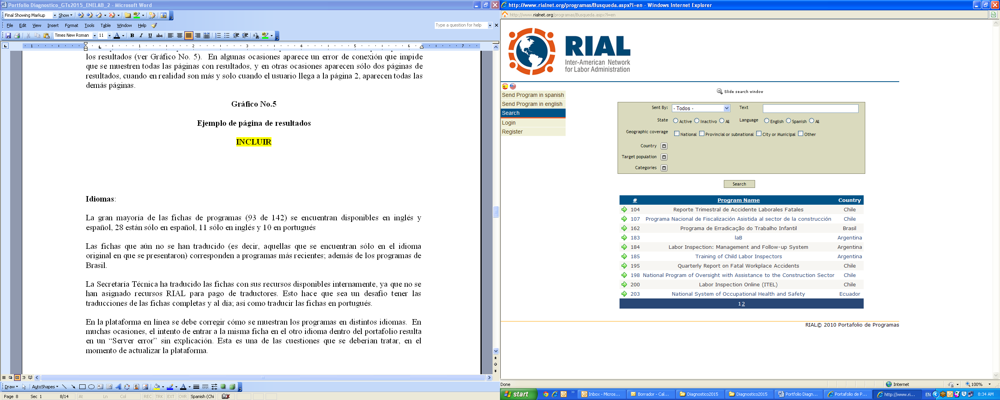 Portfolio Diagnostico_GTs2015_ENELAB_2 - Microsoft Word
Final Showing Markup Show
File Edit View Insert Format Tools Table Window Help
Type a question for help
Times New Roman 11
los resultados (ver Gráfico No. 5).  En algunas ocasiones aparece un error de conexión que impide
que se muestren todas las páginas con resultados, y en otras ocasiones aparecen sólo dos páginas de
resultados, cuando en realidad son más y solo cuando el usuario llega a la página 2, aparecen todas las
demás páginas.
Gráfico No.5
Ejemplo de página de resultados
INCLUIR
Idiomas:
La gran mayoría de las fichas de programas (93 de 142) se encuentran disponibles en inglés y
español, 28 están sólo en español, 11 sólo en inglés y 10 en portugués
Las fichas que aún no se han traducido (es decir, aquellas que se encuentran sólo en el idioma
original en que se presentaron) corresponden a programas más recientes; además de los programas de
Brasil.
La Secretaría Técnica ha traducido las fichas con sus recursos disponibles internamente, ya que no se
han asignado recursos RIAL para pago de traductores. Esto hace que sea un desafío tener las
traducciones de las fichas completas y al día; así como traducir las fichas en portugués.
En la plataforma en línea se debe corregir cómo se muestran los programas en distintos idiomas.  En
muchas ocasiones, el intento de entrar a la misma ficha en el otro idioma dentro del portafolio resulta
en un “Server error” sin explicación. Esta es una de las cuestiones que se deberían tratar, en el
momento de actualizar la plataforma.
Draw AutoShapes
Page 8 Sec 1 8/14 At Ln Col REC TRK EXT OVR Spanish (Chi
http://www.rialnet.org/programas/Busqueda.aspx?l=en - Windows Internet Explorer
http://www.rialnet.org/programas/Busqueda.aspx?l=en
RIAL
Inter-American Network
for Labor Administration
Send Program in spanish
Send Program in english
Search
Login
Register
Slide search window
Sent By: - Todos - Text
State Active Inactivo All Language English Spanish All
Geographic coverage National Provincial or subnational City or Municipal Other
Country
Target population
Categories
Search
# Program Name Country
104 Reporte Trimestral de Accidente Laborales Fatales Chile
107 Programa Nacional de Fiscalización Asistida al sector de la construcción Chile
162 Programa de Erradicação do Trabalho Infantil Brasil
183 laB Argentina
184 Labor Inspection: Management and Follow-up System Argentina
185 Training of Child Labor Inspectors Argentina
195 Quarterly Report on Fatal Workplace Accidents Chile
198 National Program of Oversight with Assistance to the Construction Sector Chile
200 Labor Inspection Online (ITEL) Chile
203 National System of Occupational Health and Safety Ecuador
1 2
RIAL© 2010 Portafolio de Programas
Done Internet 100%
start Inbox - Micros... Borrador - Cal... Diagnostico2015 Diagnostico2015 Portfolio Diagn... Portafolio de P... http://www.ri... EN 8:34 AM